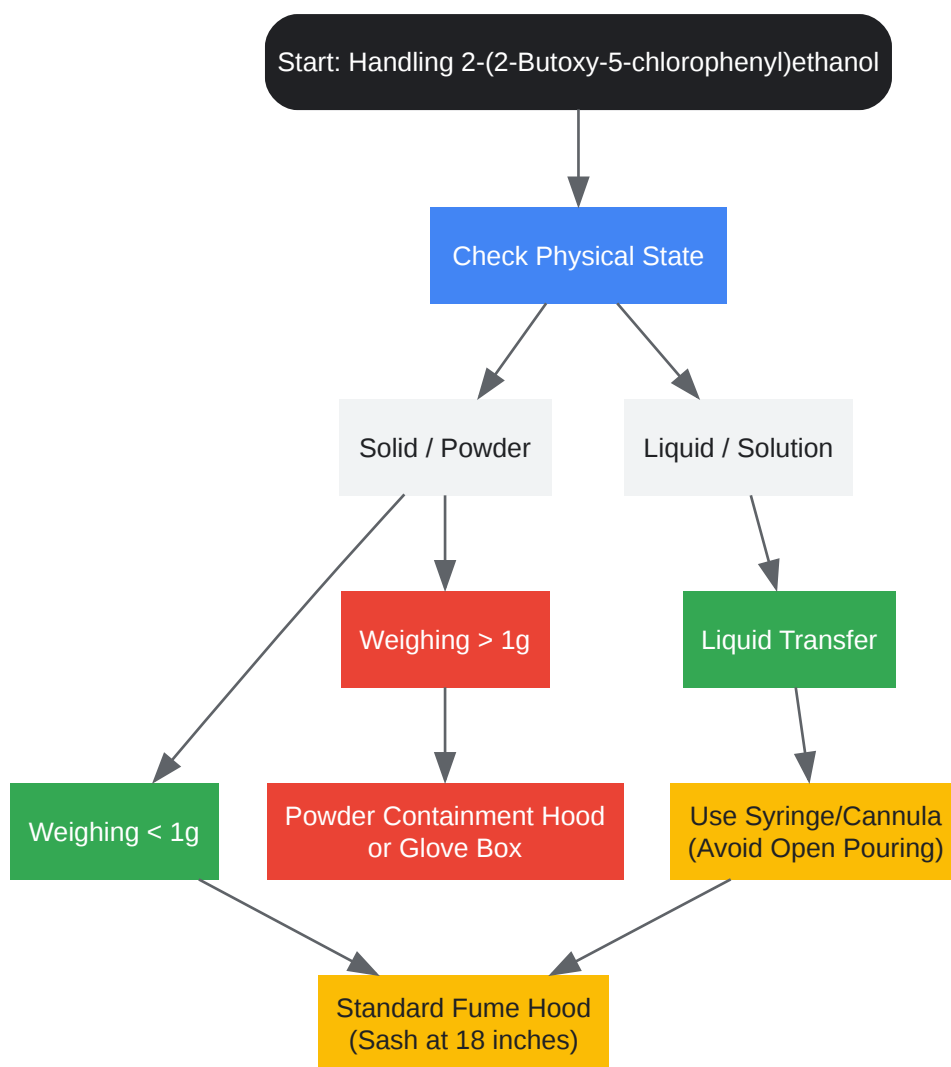 Start: Handling 2-(2-Butoxy-5-chlorophenyl)ethanol
Check Physical State
Solid / Powder
Liquid / Solution
Weighing > 1g
Liquid Transfer
Weighing < 1g
Powder Containment Hood
or Glove Box
Use Syringe/Cannula
(Avoid Open Pouring)
Standard Fume Hood
(Sash at 18 inches)